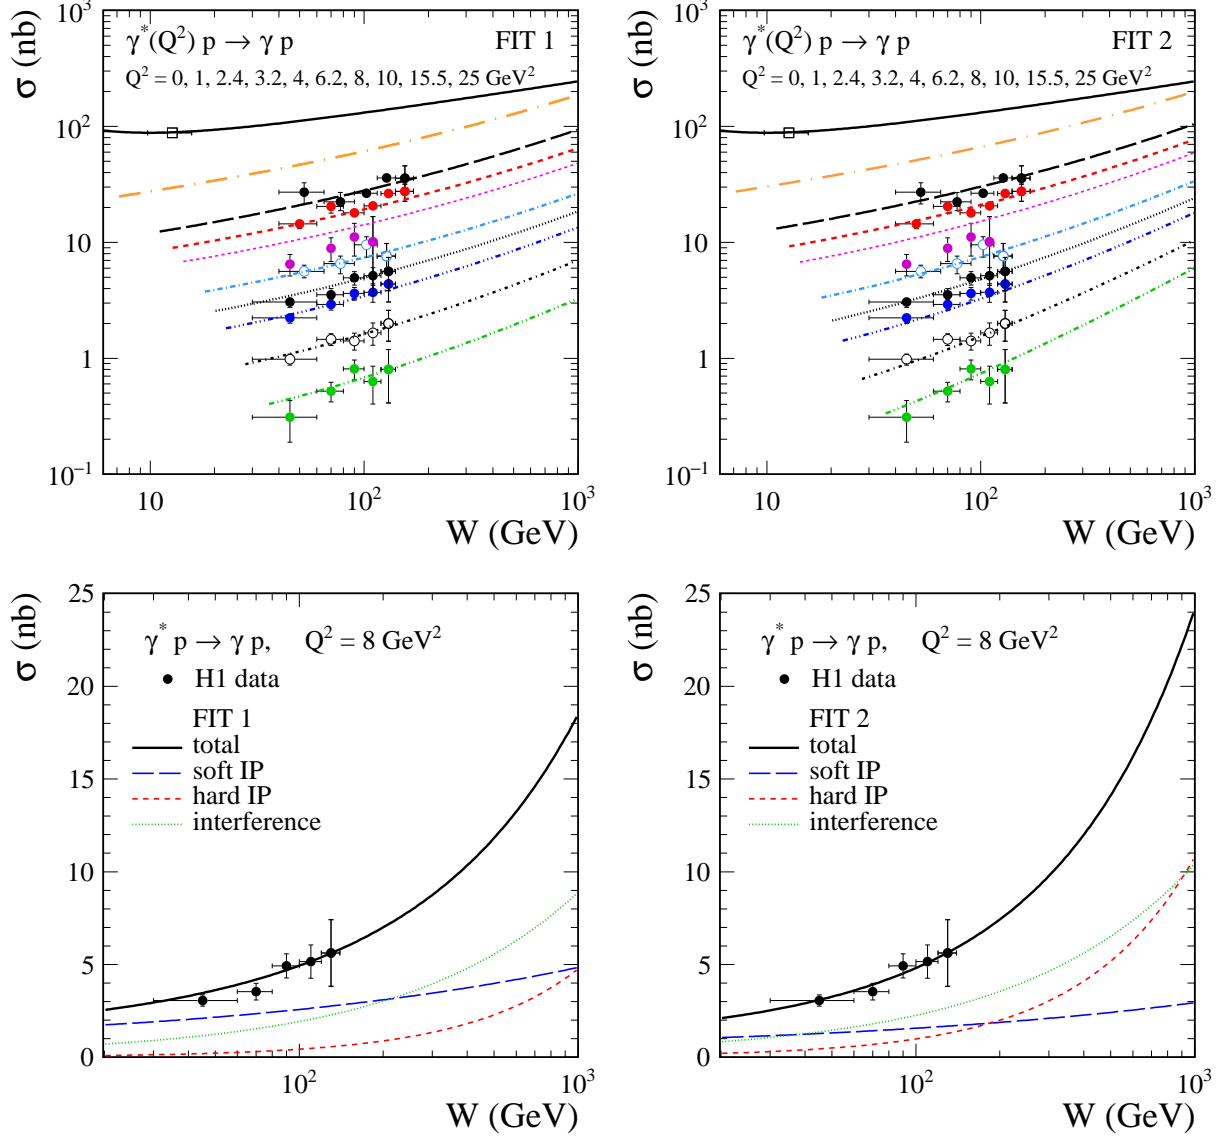 σ (nb)
10³
10²
10
1
10⁻¹
γ*(Q²) p → γ p
FIT 1
Q² = 0, 1, 2.4, 3.2, 4, 6.2, 8, 10, 15.5, 25 GeV²
10
10²
10³
W (GeV)
σ (nb)
10³
10²
10
1
10⁻¹
γ*(Q²) p → γ p
FIT 2
Q² = 0, 1, 2.4, 3.2, 4, 6.2, 8, 10, 15.5, 25 GeV²
10
10²
10³
W (GeV)
σ (nb)
25
20
15
10
5
0
γ* p → γ p, Q² = 8 GeV²
H1 data
FIT 1
total
soft IP
hard IP
interference
10²
10³
W (GeV)
σ (nb)
25
20
15
10
5
0
γ* p → γ p, Q² = 8 GeV²
H1 data
FIT 2
total
soft IP
hard IP
interference
10²
10³
W (GeV)